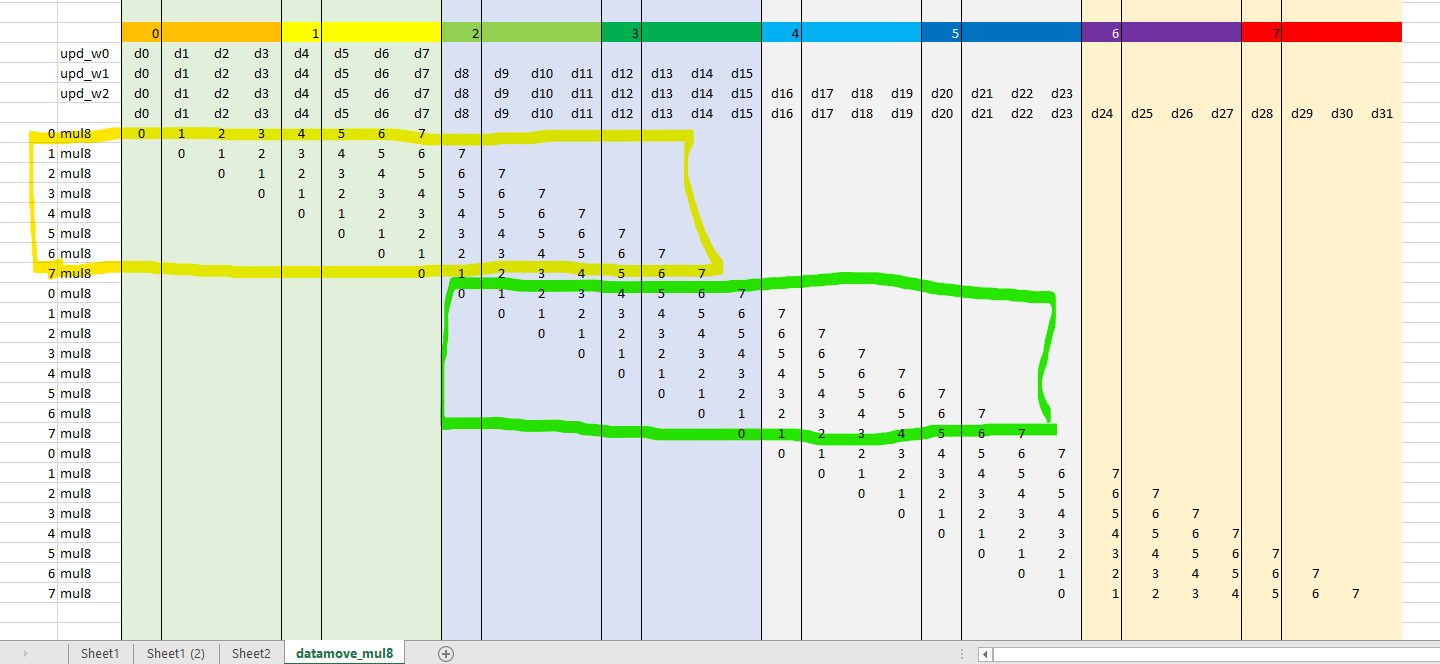 0 1 2 3 4 5 6 7
upd_w0 d0 d1 d2 d3 d4 d5 d6 d7
upd_w1 d0 d1 d2 d3 d4 d5 d6 d7 d8 d9 d10 d11 d12 d13 d14 d15
upd_w2 d0 d1 d2 d3 d4 d5 d6 d7 d8 d9 d10 d11 d12 d13 d14 d15 d16 d17 d18 d19 d20 d21 d22 d23
d0 d1 d2 d3 d4 d5 d6 d7 d8 d9 d10 d11 d12 d13 d14 d15 d16 d17 d18 d19 d20 d21 d22 d23 d24 d25 d26 d27 d28 d29 d30 d31
0 mul8 0 1 2 3 4 5 6 7
1 mul8 0 1 2 3 4 5 6 7
2 mul8 0 1 2 3 4 5 6 7
3 mul8 0 1 2 3 4 5 6 7
4 mul8 0 1 2 3 4 5 6 7
5 mul8 0 1 2 3 4 5 6 7
6 mul8 0 1 2 3 4 5 6 7
7 mul8 0 1 2 3 4 5 6 7
0 mul8 0 1 2 3 4 5 6 7
1 mul8 0 1 2 3 4 5 6 7
2 mul8 0 1 2 3 4 5 6 7
3 mul8 0 1 2 3 4 5 6 7
4 mul8 0 1 2 3 4 5 6 7
5 mul8 0 1 2 3 4 5 6 7
6 mul8 0 1 2 3 4 5 6 7
7 mul8 0 1 2 3 4 5 6 7
0 mul8 0 1 2 3 4 5 6 7
1 mul8 0 1 2 3 4 5 6 7
2 mul8 0 1 2 3 4 5 6 7
3 mul8 0 1 2 3 4 5 6 7
4 mul8 0 1 2 3 4 5 6 7
5 mul8 0 1 2 3 4 5 6 7
6 mul8 0 1 2 3 4 5 6 7
7 mul8 0 1 2 3 4 5 6 7
Sheet1 Sheet1 (2) Sheet2 datamove_mul8